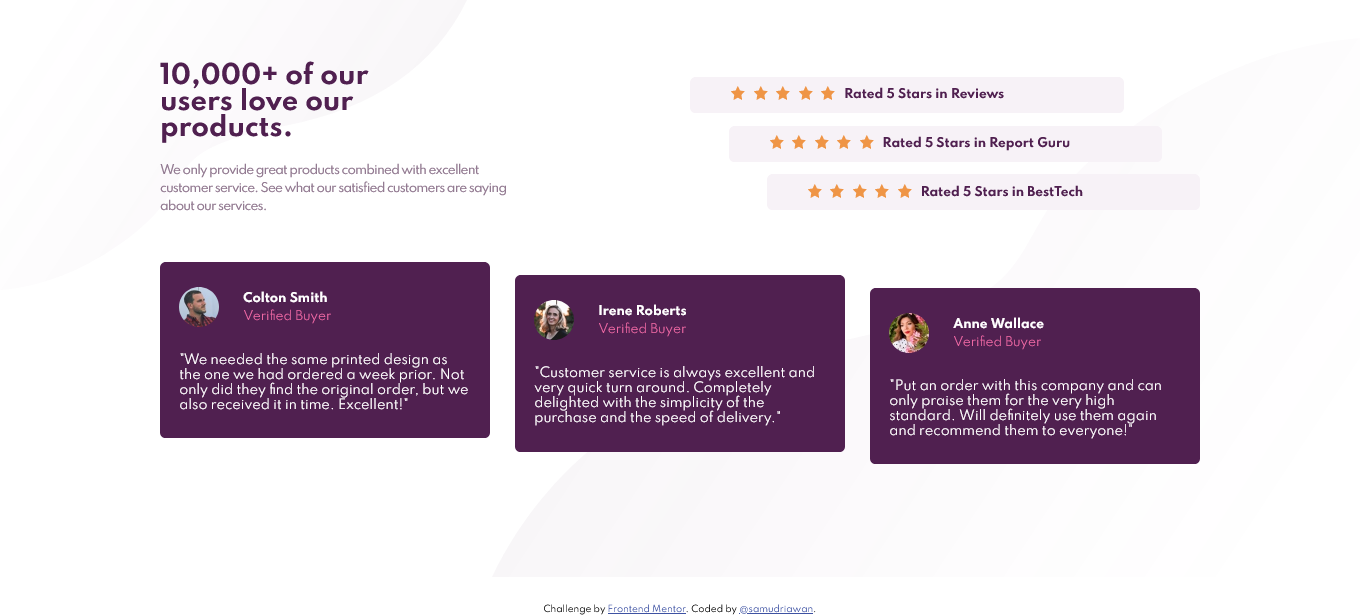 10,000+ of our
users love our
products.
We only provide great products combined with excellent
customer service. See what our satisfied customers are saying
about our services.
Rated 5 Stars in Reviews
Rated 5 Stars in Report Guru
Rated 5 Stars in BestTech
Colton Smith
Verified Buyer
"We needed the same printed design as
the one we had ordered a week prior. Not
only did they find the original order, but we
also received it in time. Excellent!"
Irene Roberts
Verified Buyer
"Customer service is always excellent and
very quick turn around. Completely
delighted with the simplicity of the
purchase and the speed of delivery."
Anne Wallace
Verified Buyer
"Put an order with this company and can
only praise them for the very high
standard. Will definitely use them again
and recommend them to everyone!"
Challenge by Frontend Mentor. Coded by @samudriawan.